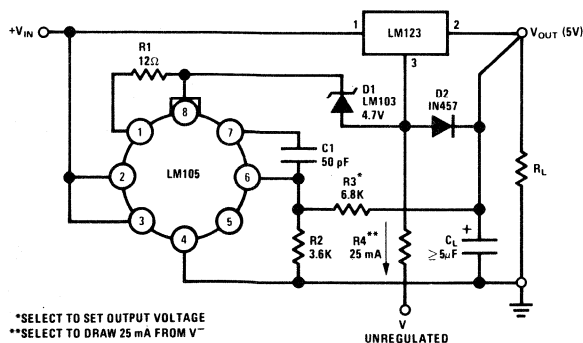 +VIN
1
LM123
2
VOUT (5V)
3
R1
12Ω
D1
LM103
4.7V
D2
IN457
8
1
7
C1
50 pF
2
LM105
6
R3*
6.8K
RL
3
5
4
R2
3.6K
R4**
25 mA
+
CL
≥5μF
*SELECT TO SET OUTPUT VOLTAGE
**SELECT TO DRAW 25 mA FROM V−
V
UNREGULATED